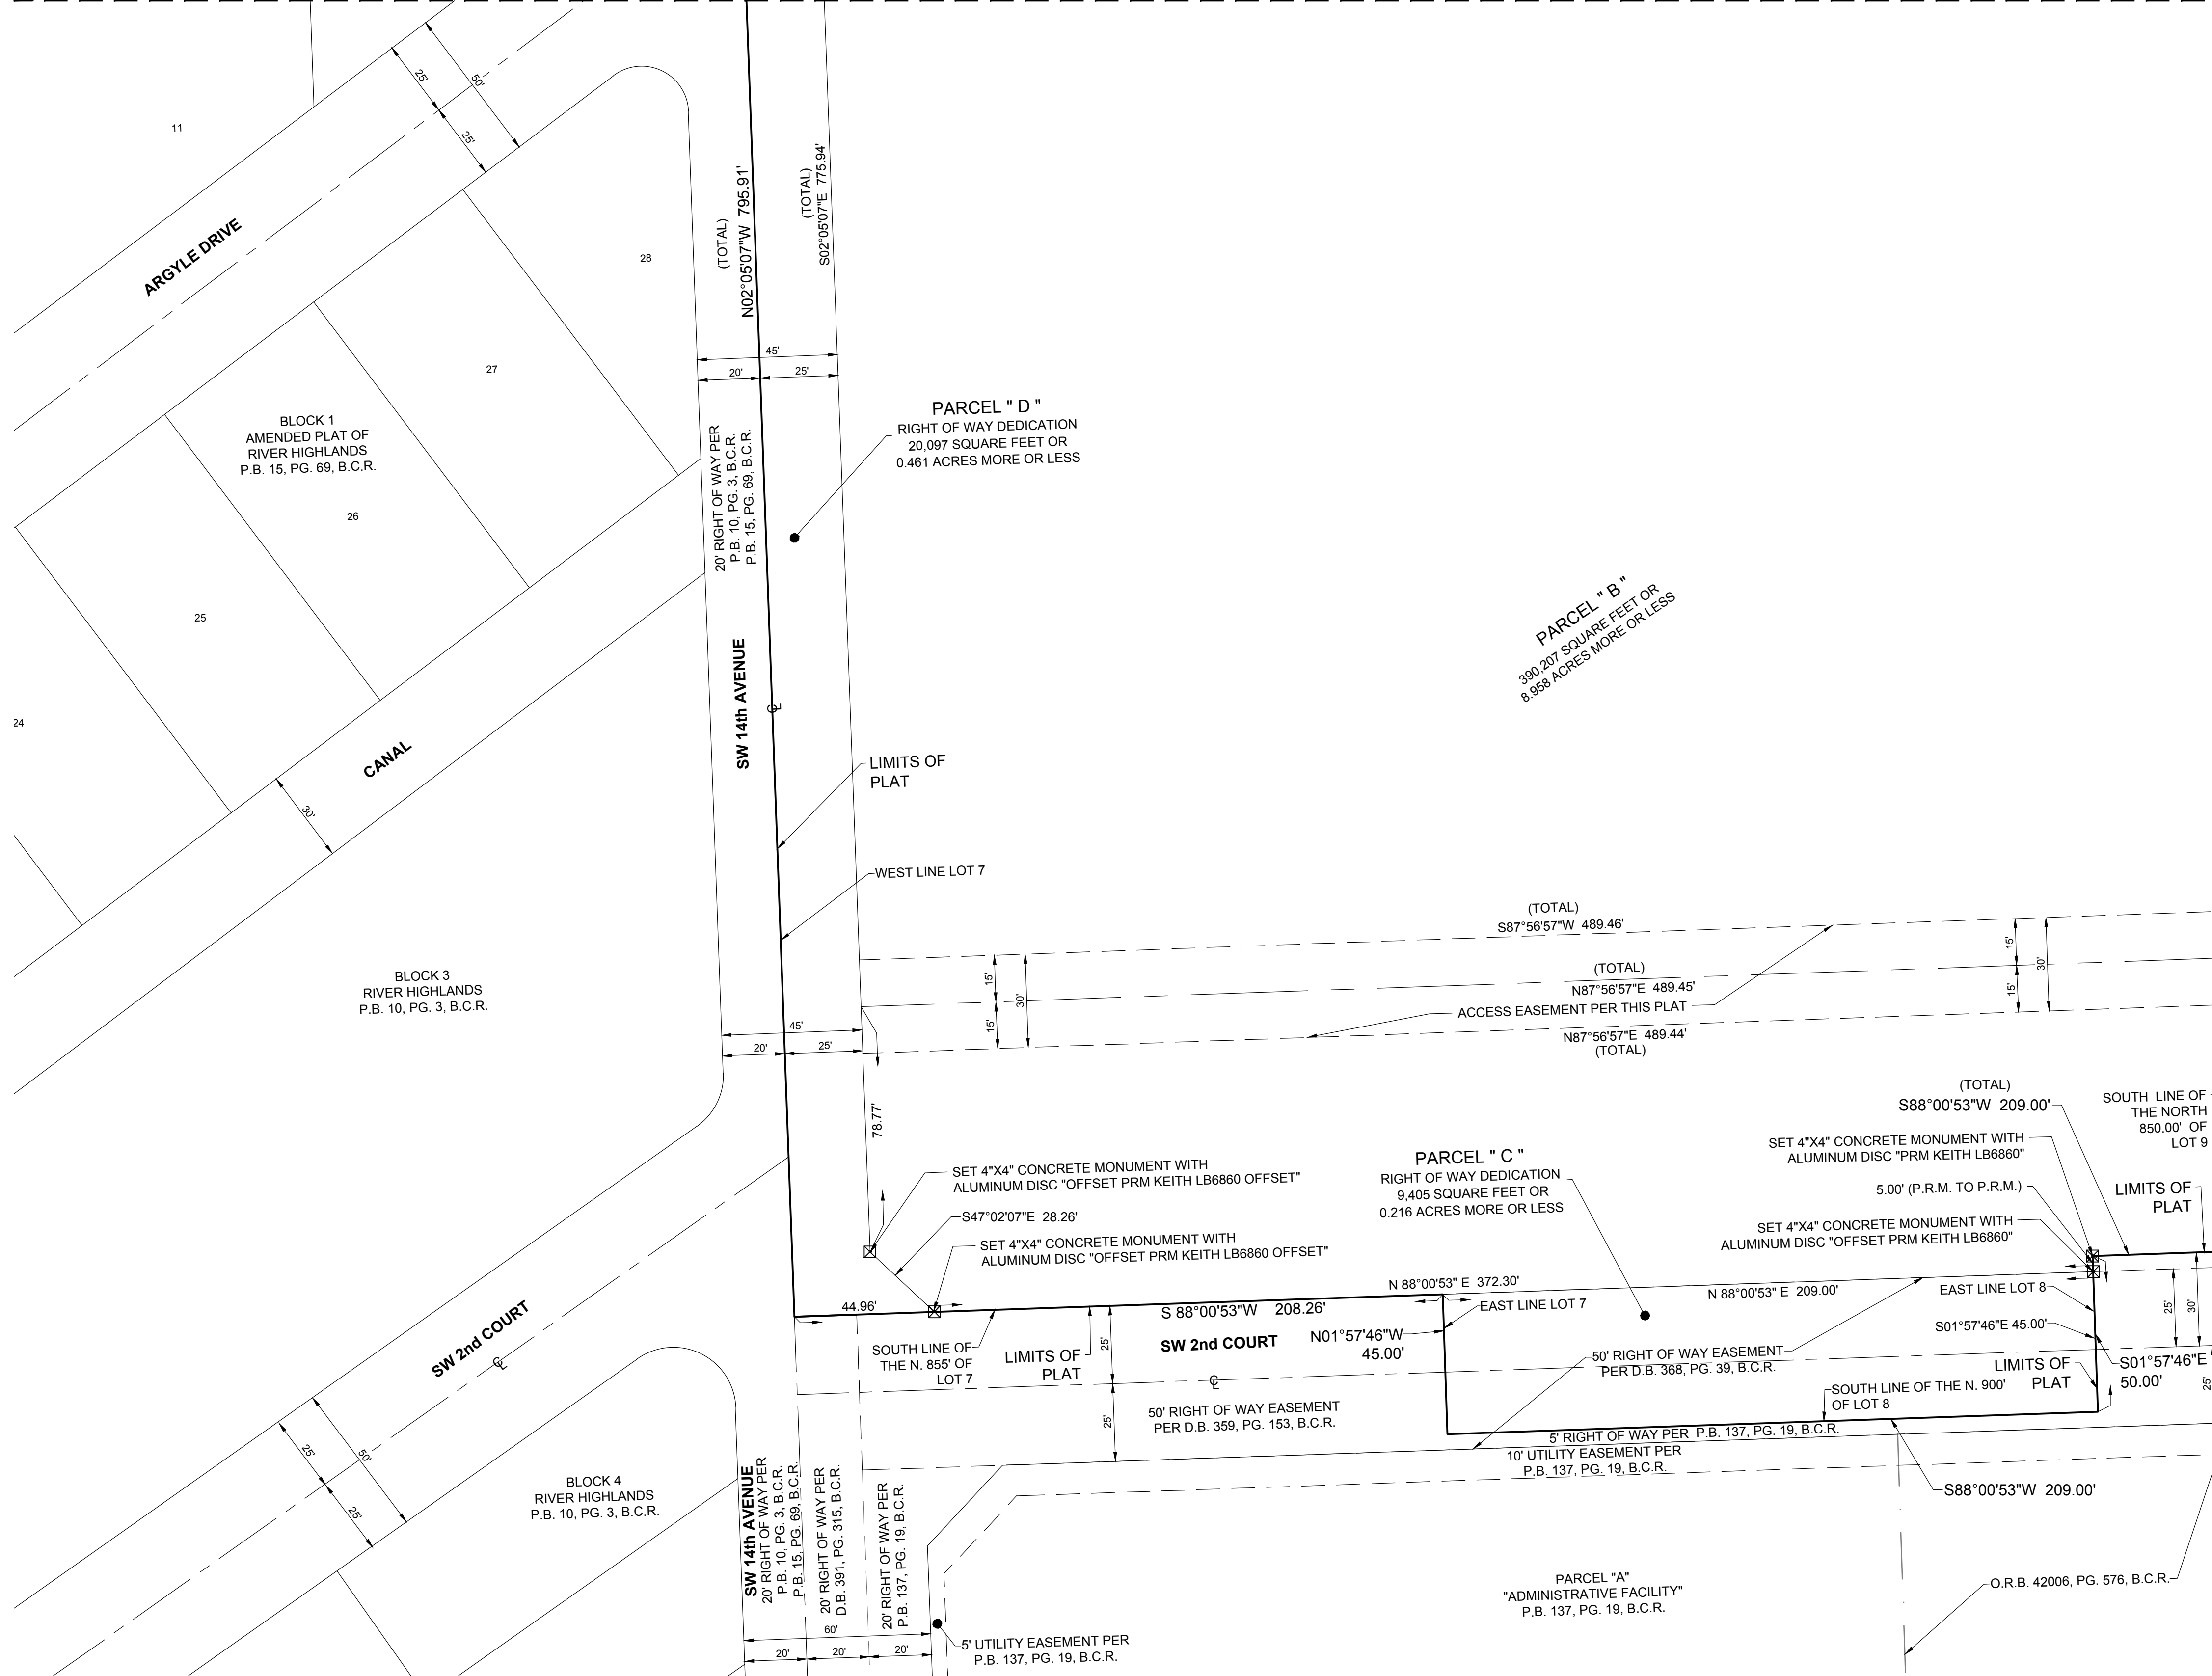 25'
50'
25'
11
ARGYLE DRIVE
28
27
BLOCK 1
AMENDED PLAT OF
RIVER HIGHLANDS
P.B. 15, PG. 69, B.C.R.
26
25
24
CANAL
30'
BLOCK 3
RIVER HIGHLANDS
P.B. 10, PG. 3, B.C.R.
(TOTAL)
N02°05'07"W 795.91'
(TOTAL)
S02°05'07"E 775.94'
45'
20'
25'
PARCEL " D "
RIGHT OF WAY DEDICATION
20,097 SQUARE FEET OR
0.461 ACRES MORE OR LESS
20' RIGHT OF WAY PER
P.B. 10, PG. 3, B.C.R.
P.B. 15, PG. 69, B.C.R.
SW 14th AVENUE
LIMITS OF
PLAT
WEST LINE LOT 7
PARCEL " B "
390,207 SQUARE FEET OR
8.958 ACRES MORE OR LESS
(TOTAL)
S87°56'57"W 489.46'
(TOTAL)
N87°56'57"E 489.45'
ACCESS EASEMENT PER THIS PLAT
N87°56'57"E 489.44'
(TOTAL)
15'
30'
15'
15'
30'
15'
45'
20'
25'
78.77'
SET 4"X4" CONCRETE MONUMENT WITH
ALUMINUM DISC "OFFSET PRM KEITH LB6860 OFFSET"
S47°02'07"E 28.26'
SET 4"X4" CONCRETE MONUMENT WITH
ALUMINUM DISC "OFFSET PRM KEITH LB6860 OFFSET"
PARCEL " C "
RIGHT OF WAY DEDICATION
9,405 SQUARE FEET OR
0.216 ACRES MORE OR LESS
(TOTAL)
S88°00'53"W 209.00'
SET 4"X4" CONCRETE MONUMENT WITH
ALUMINUM DISC "PRM KEITH LB6860"
5.00' (P.R.M. TO P.R.M.)
SET 4"X4" CONCRETE MONUMENT WITH
ALUMINUM DISC "OFFSET PRM KEITH LB6860"
SOUTH LINE OF
THE NORTH
850.00' OF
LOT 9
LIMITS OF
PLAT
44.96'
S 88°00'53"W 208.26'
N 88°00'53" E 372.30'
N 88°00'53" E 209.00'
EAST LINE LOT 8
EAST LINE LOT 7
SOUTH LINE OF
THE N. 855' OF
LOT 7
LIMITS OF
PLAT
25'
SW 2nd COURT
N01°57'46"W
45.00'
S01°57'46"E 45.00'
25'
30'
50' RIGHT OF WAY EASEMENT
PER D.B. 368, PG. 39, B.C.R.
LIMITS OF
PLAT
S01°57'46"E
50.00'
25'
SOUTH LINE OF THE N. 900'
OF LOT 8
25'
50' RIGHT OF WAY EASEMENT
PER D.B. 359, PG. 153, B.C.R.
5' RIGHT OF WAY PER P.B. 137, PG. 19, B.C.R.
10' UTILITY EASEMENT PER
P.B. 137, PG. 19, B.C.R.
S88°00'53"W 209.00'
SW 2nd COURT
25'
50'
25'
BLOCK 4
RIVER HIGHLANDS
P.B. 10, PG. 3, B.C.R.
SW 14th AVENUE
20' RIGHT OF WAY PER
P.B. 10, PG. 3, B.C.R.
P.B. 15, PG. 69, B.C.R.
20' RIGHT OF WAY PER
D.B. 391, PG. 315, B.C.R.
20' RIGHT OF WAY PER
P.B. 137, PG. 19, B.C.R.
60'
20'
20'
20'
5' UTILITY EASEMENT PER
P.B. 137, PG. 19, B.C.R.
PARCEL "A"
"ADMINISTRATIVE FACILITY"
P.B. 137, PG. 19, B.C.R.
O.R.B. 42006, PG. 576, B.C.R.